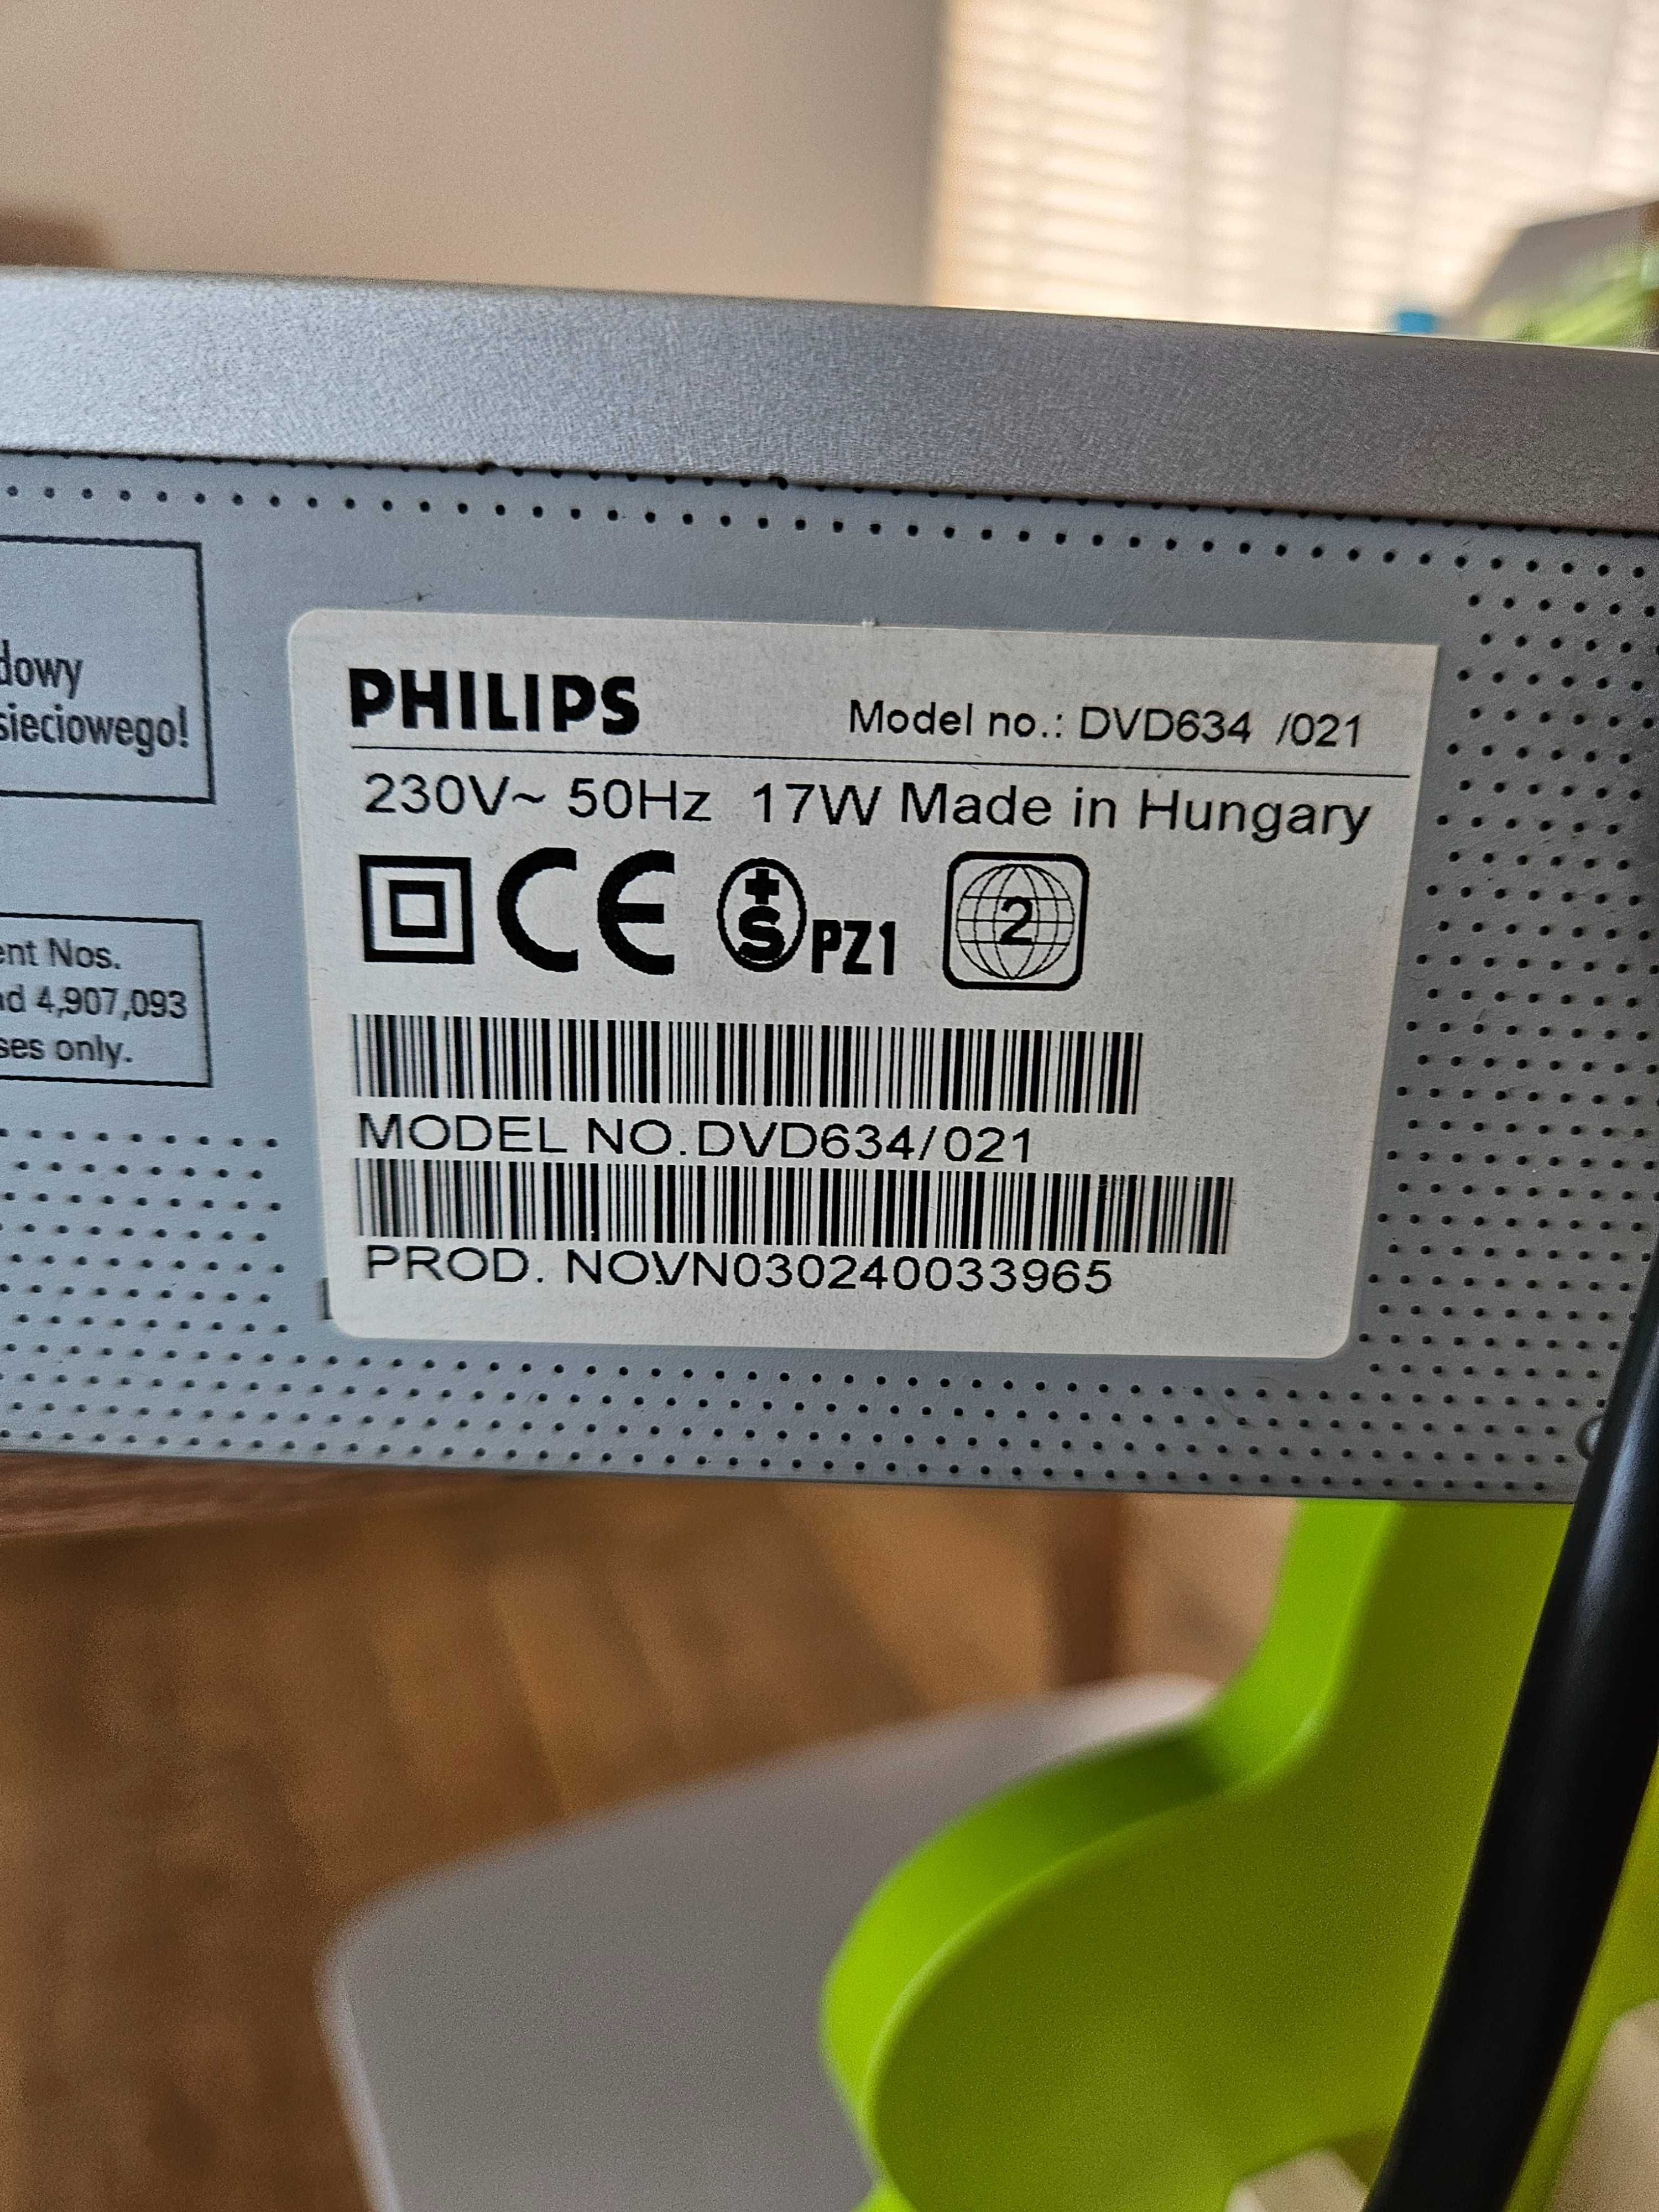 dowy
sieciowego!
ent Nos.
4,907,093
only.
PHILIPS
Model no.: DVD634 /021
230V~ 50Hz 17W Made in Hungary
CE
S PZ1
2
MODEL NO.DVD634/021
PROD. NO.VN030240033965